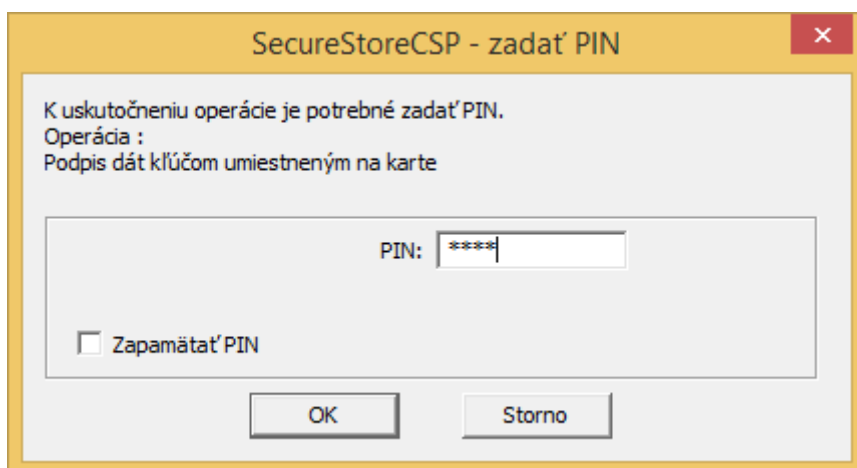 SecureStoreCSP - zadať PIN
K uskutočneniu operácie je potrebné zadať PIN.
Operácia :
Podpis dát kľúčom umiestneným na karte
PIN: ****
Zapamätať PIN
OK
Storno